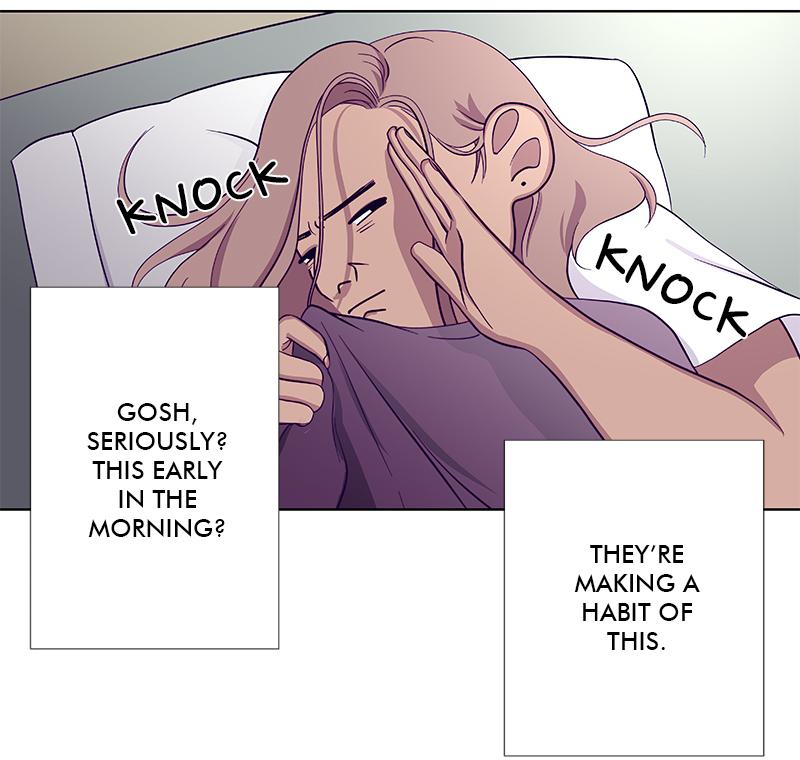 KNOCK
KNOCK
GOSH,
SERIOUSLY?
THIS EARLY
IN THE
MORNING?
THEY'RE
MAKING A
HABIT OF
THIS.